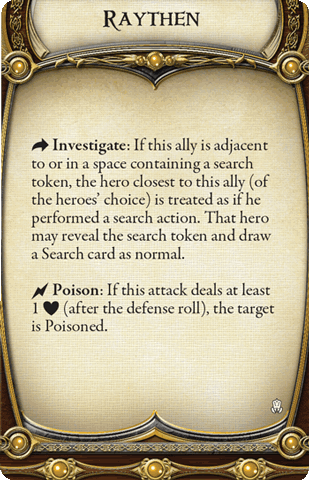 RAYTHEN
Investigate: If this ally is adjacent
to or in a space containing a search
token, the hero closest to this ally (of
the heroes' choice) is treated as if he
performed a search action. That hero
may reveal the search token and draw
a Search card as normal.
Poison: If this attack deals at least
1 ♥ (after the defense roll), the target
is Poisoned.